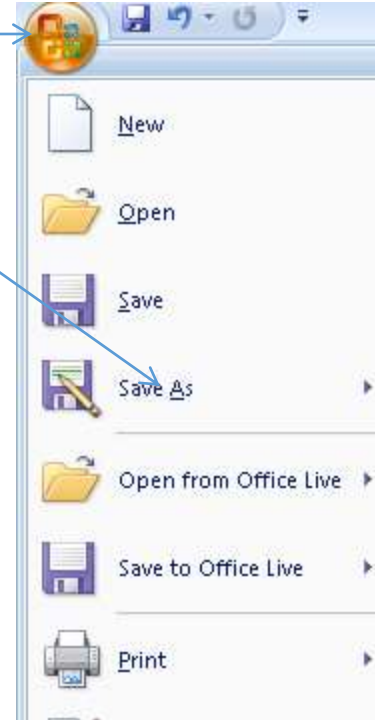 New
Open
Save
Save As
Open from Office Live
Save to Office Live
Print